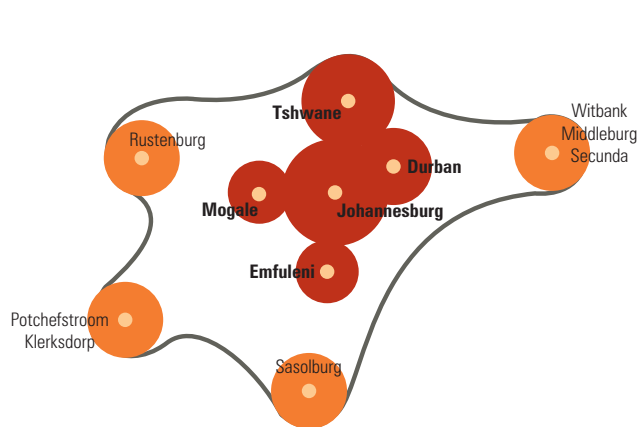 Tshwane
Witbank
Middleburg
Secunda
Rustenburg
Durban
Mogale
Johannesburg
Emfuleni
Potchefstroom
Klerksdorp
Sasolburg